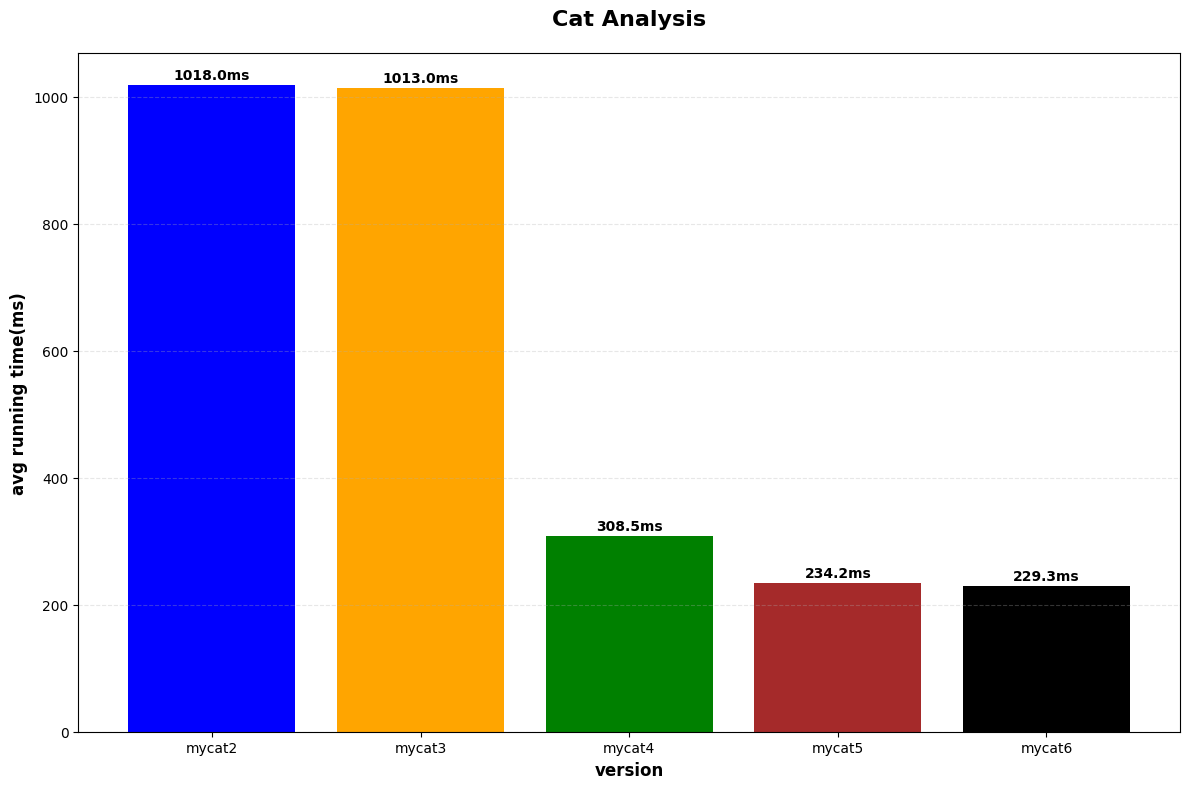 Cat Analysis
avg running time(ms)
1000
800
600
400
200
0
1018.0ms
1013.0ms
308.5ms
234.2ms
229.3ms
mycat2
mycat3
mycat4
mycat5
mycat6
version